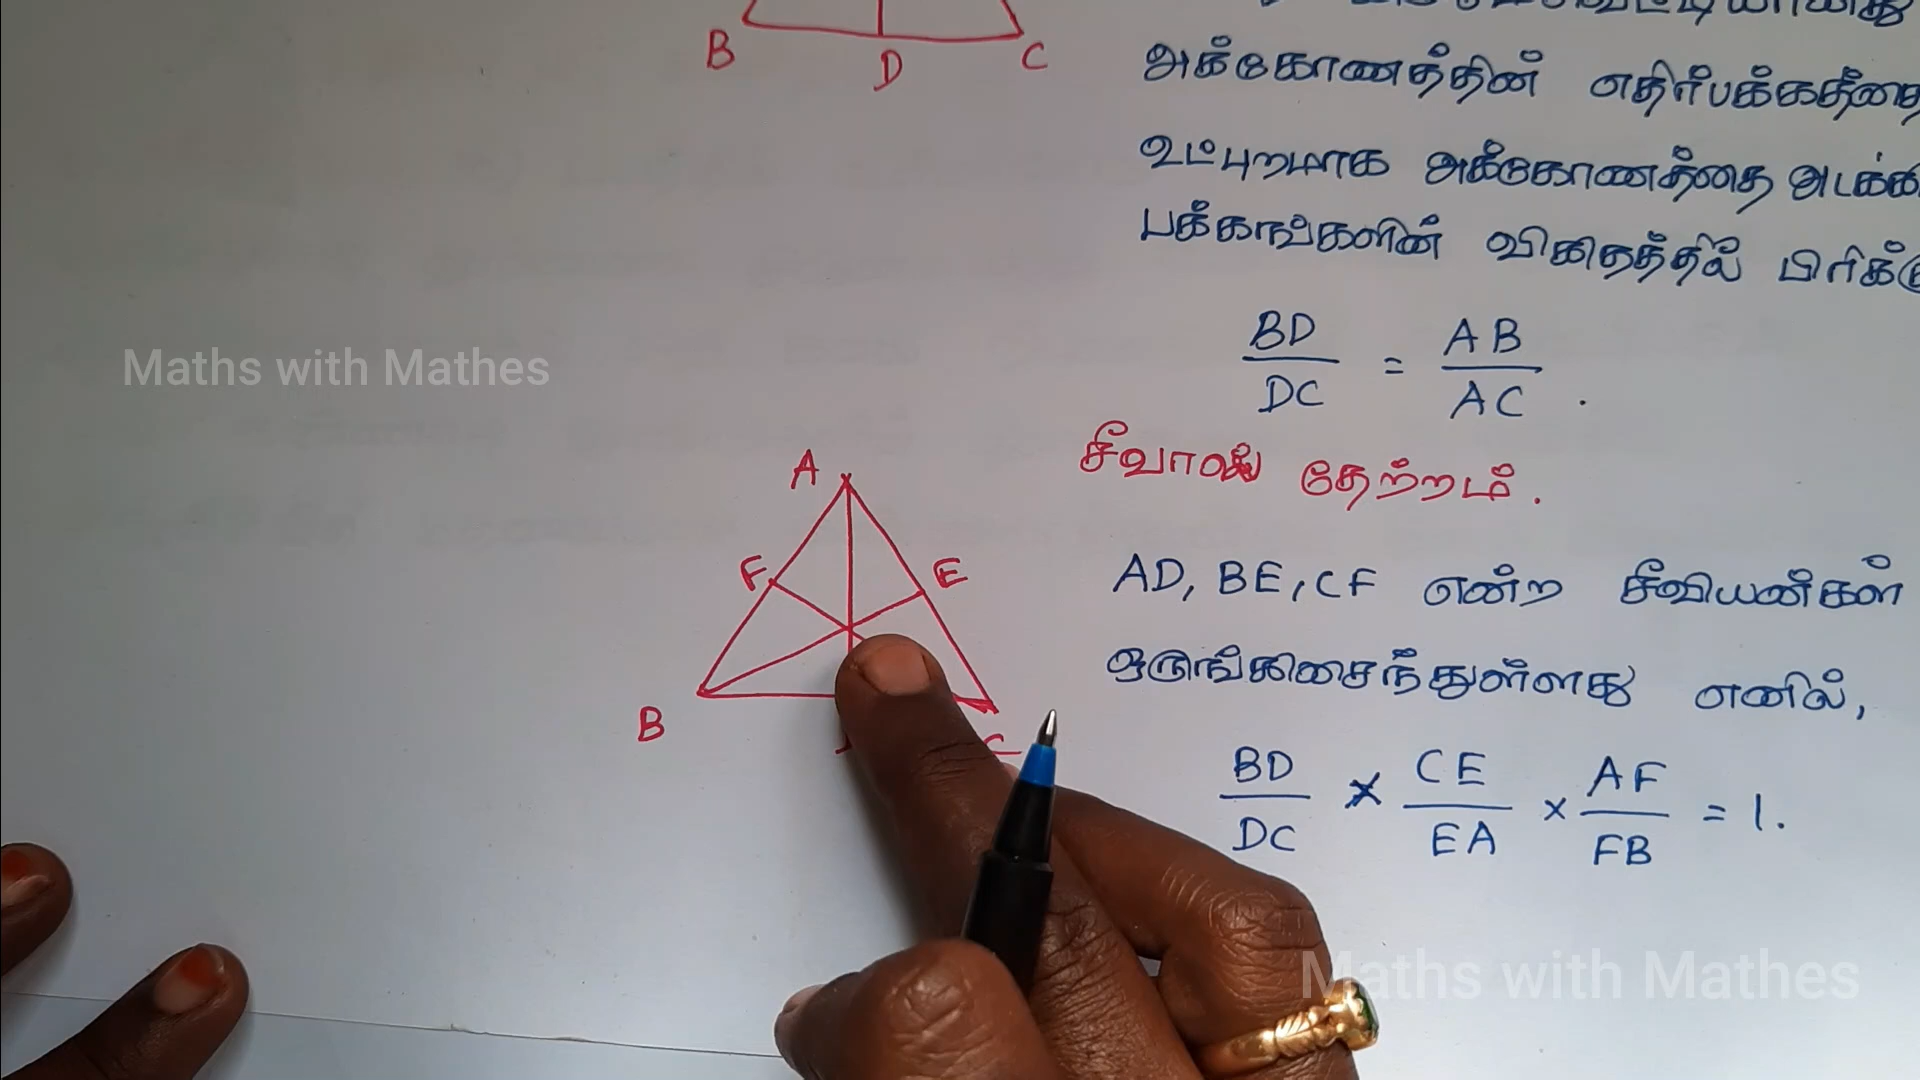 B D C
அக்கோணத்தின் எதிர்பக்கத்தை
உட்புறமாக அக்கோணத்தை
பக்கங்களின் விகிதத்தில்
BD/DC = AB/AC .
Maths with Mathes
சீவாஸ் தேற்றம்.
A
F E
B
C
AD, BE, CF என்ற சீவியன்கள்
ஒருங்கிசைந்துள்ளது எனில்,
BD/DC × CE/EA × AF/FB = 1.
Maths with Mathes